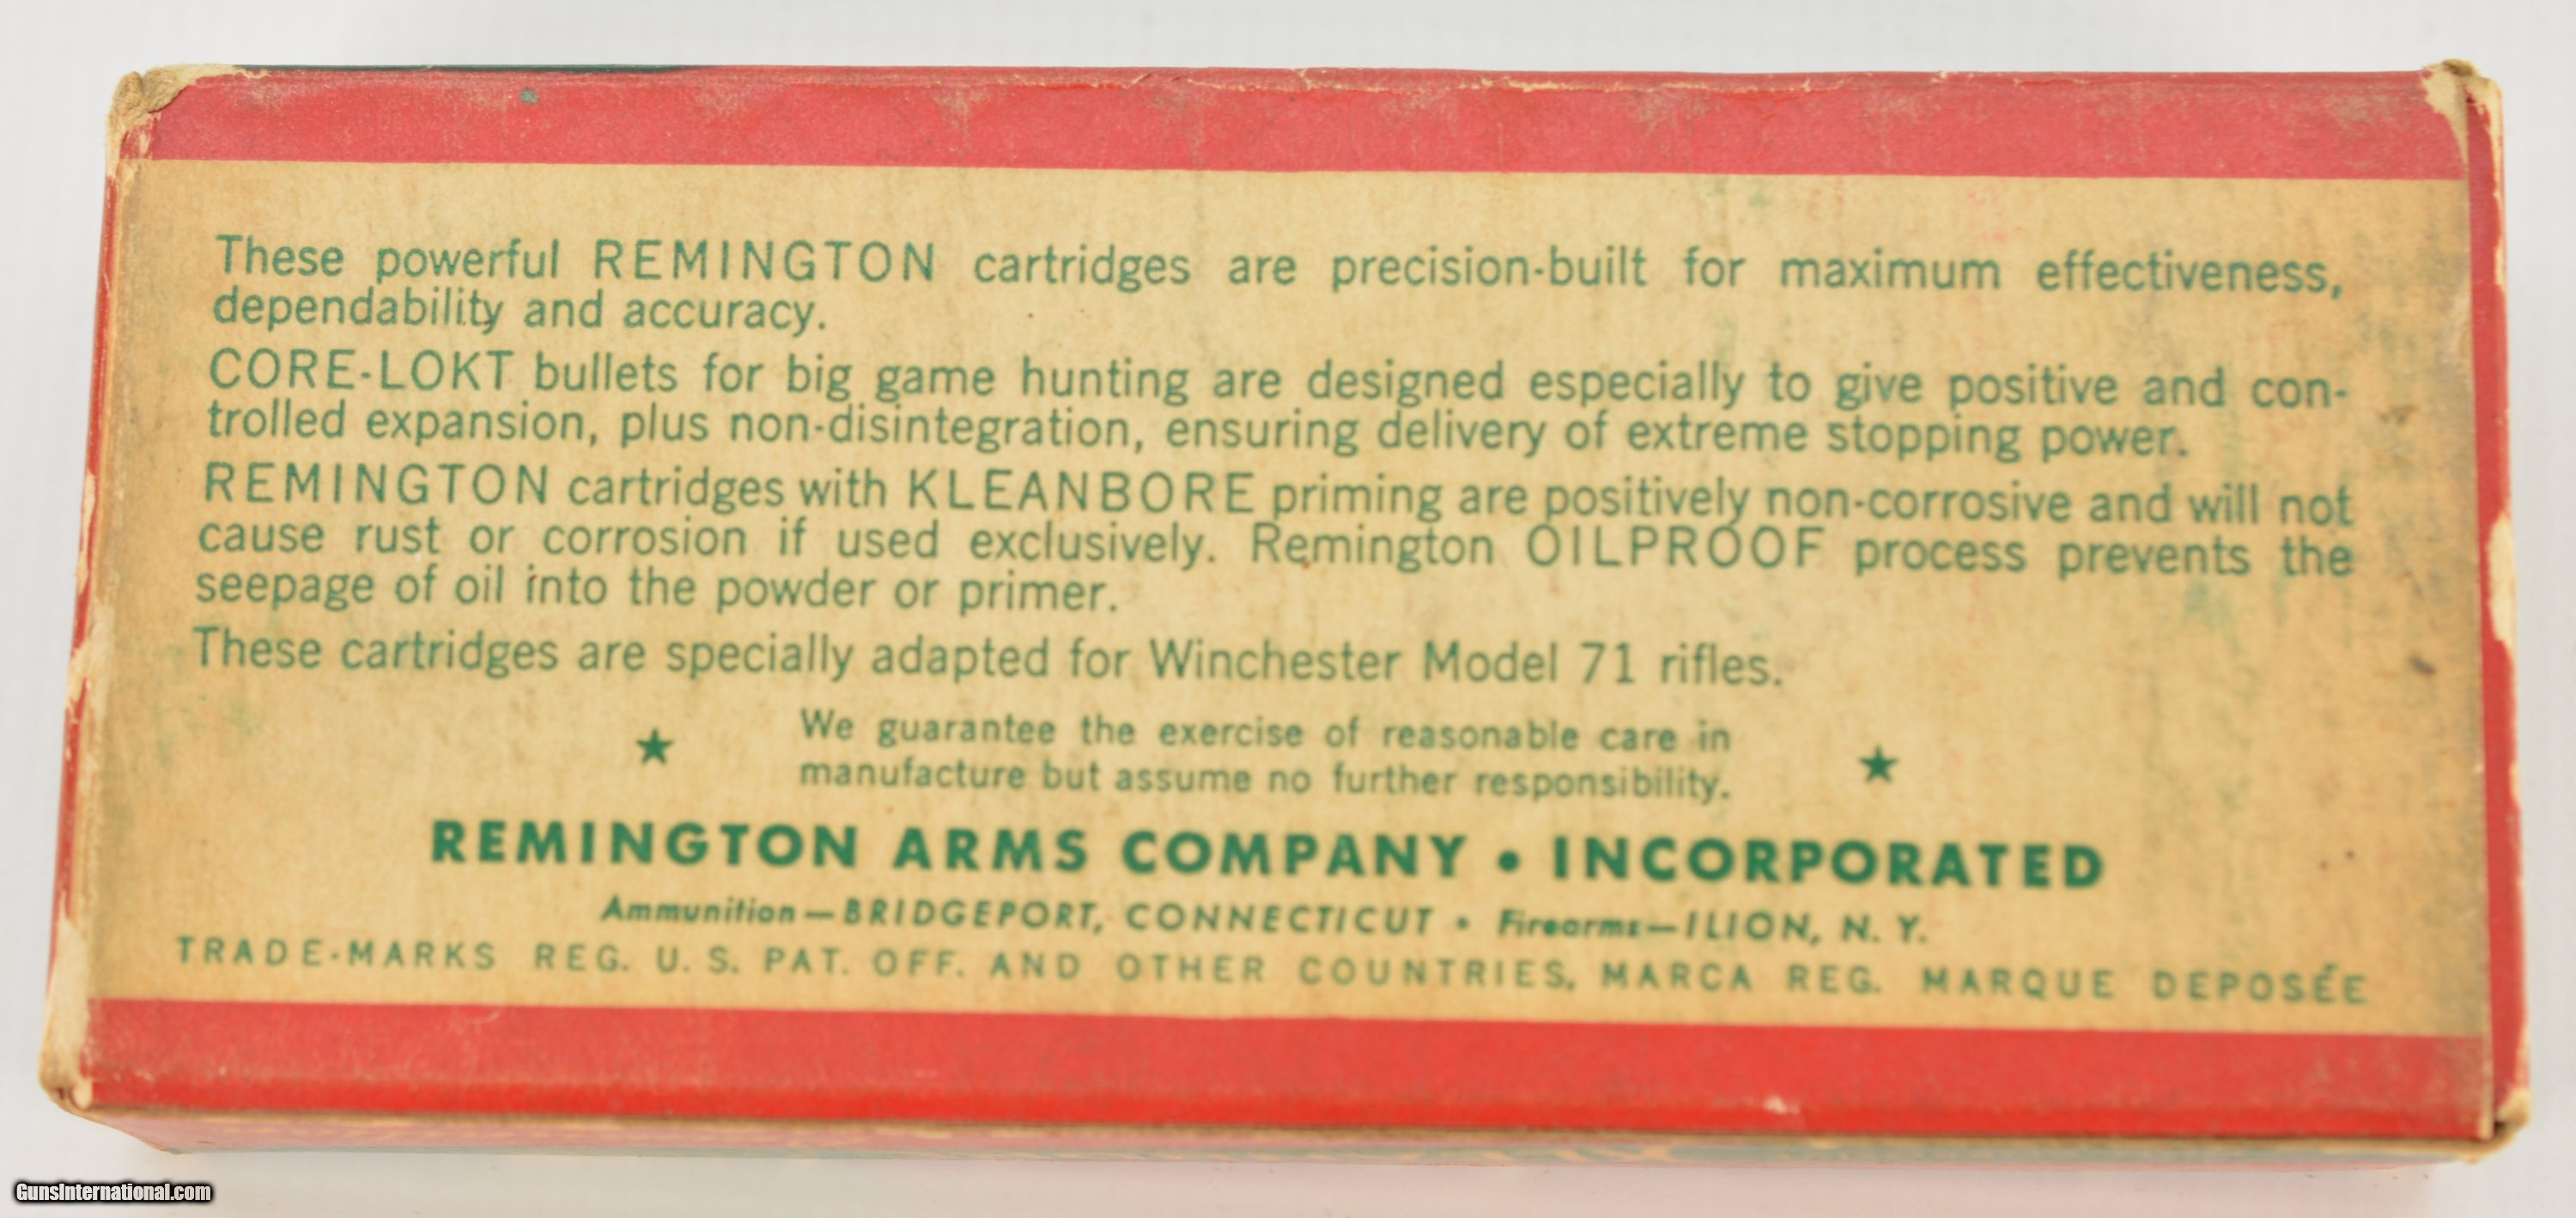 These powerful REMINGTON cartridges are precision-built for maximum effectiveness,
dependability and accuracy.
CORE-LOKT bullets for big game hunting are designed especially to give positive and con-
trolled expansion, plus non-disintegration, ensuring delivery of extreme stopping power.
REMINGTON cartridges with KLEANBORE priming are positively non-corrosive and will not
cause rust or corrosion if used exclusively. Remington OILPROOF process prevents the
seepage of oil into the powder or primer.
These cartridges are specially adapted for Winchester Model 71 rifles.
We guarantee the exercise of reasonable care in
manufacture but assume no further responsibility.
REMINGTON ARMS COMPANY • INCORPORATED
Ammunition—BRIDGEPORT, CONNECTICUT • Firearms—ILION, N. Y.
TRADE-MARKS REG. U. S. PAT. OFF. AND OTHER COUNTRIES, MARCA REG. MARQUE DEPOSÉE
GunsInternational.com